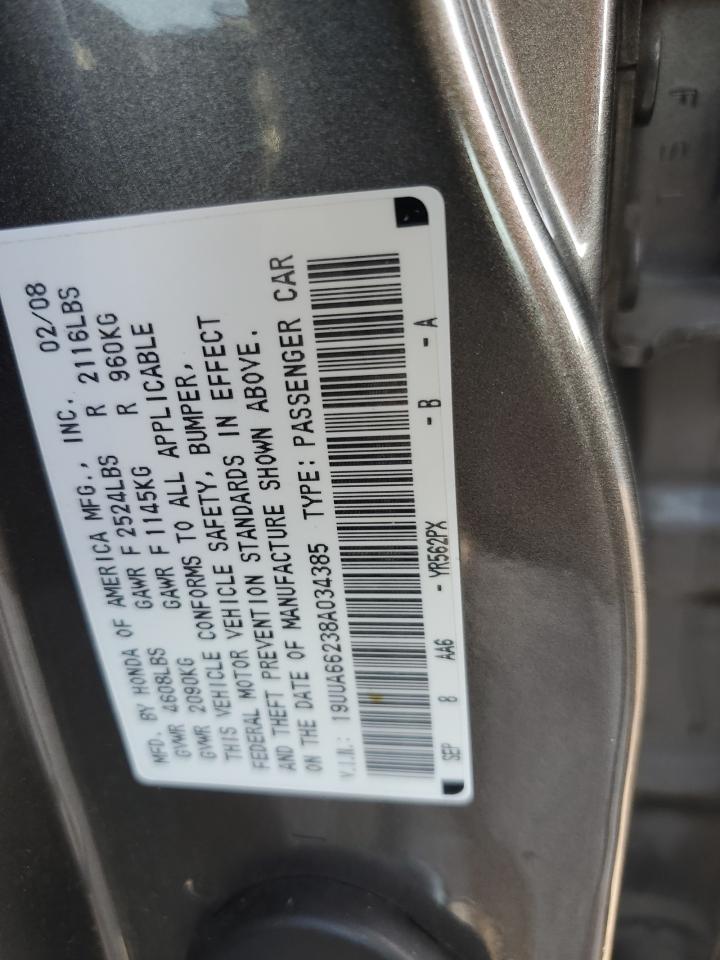 MFD. BY HONDA OF AMERICA MFG., INC. 02/08
GVWR 4608LBS GAWR F 2524LBS R 2116LBS
GVWR 2090KG GAWR F 1145KG R 960KG
THIS VEHICLE CONFORMS TO ALL APPLICABLE
FEDERAL MOTOR VEHICLE SAFETY, BUMPER,
AND THEFT PREVENTION STANDARDS IN EFFECT
ON THE DATE OF MANUFACTURE SHOWN ABOVE.
V.I.N.: 19UUA66238A034385 TYPE: PASSENGER CAR
SEP 8 AA6 - YR562PX - B - A